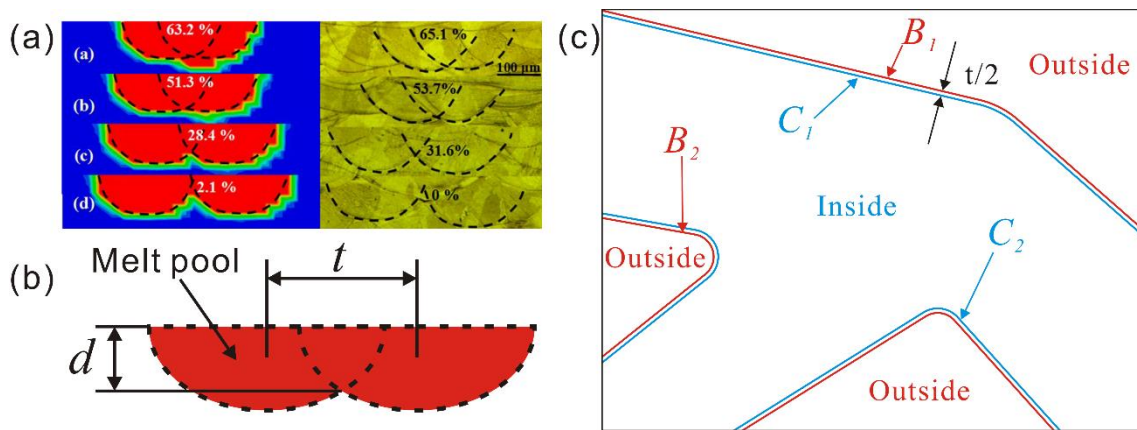 (a)
63.2 %
(a)
51.3 %
(b)
28.4 %
(c)
2.1 %
(d)
65.1 %
100 μm
53.7%
31.6%
0 %
(b)
Melt pool
t
d
(c)
B1
Outside
t/2
C1
B2
Inside
C2
Outside
Outside